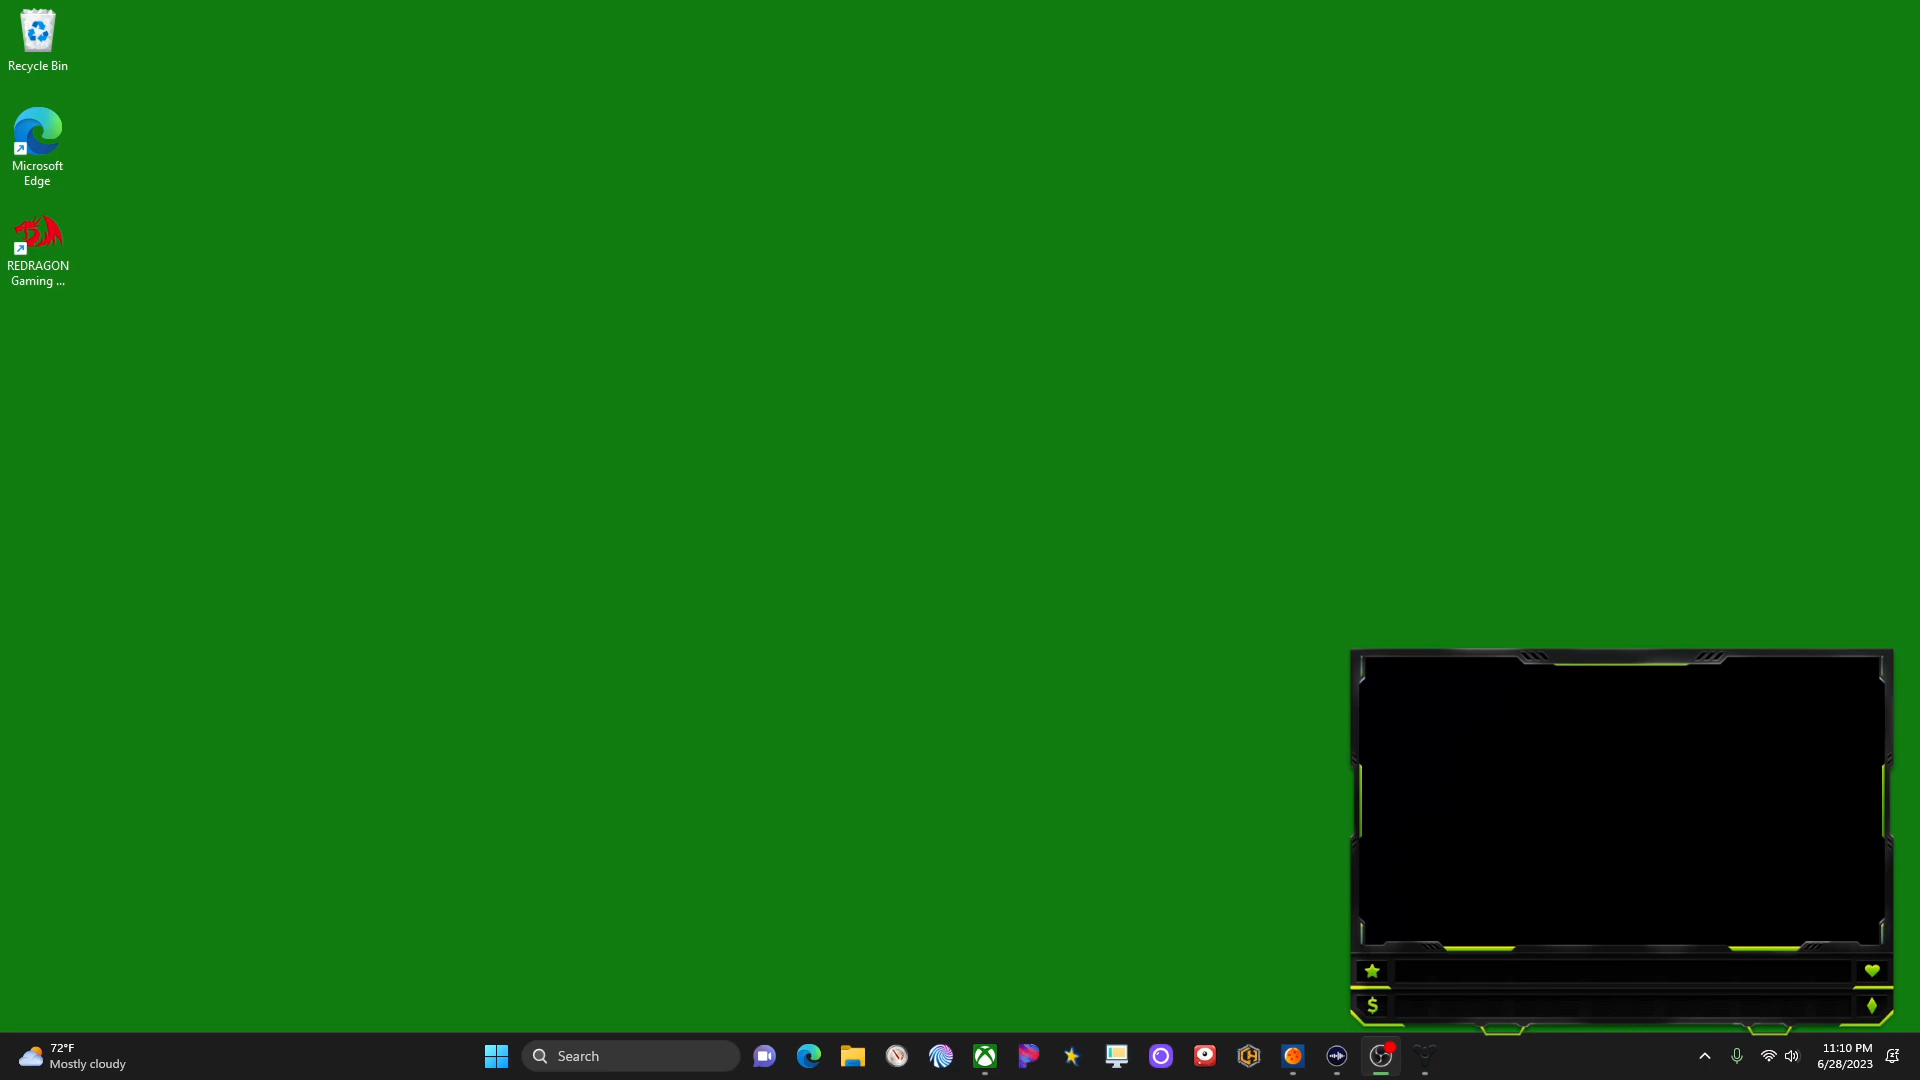 Recycle Bin
Microsoft
Edge
REDRAGON
Gaming ...
$
72°F
Mostly cloudy
Search
11:10 PM
6/28/2023